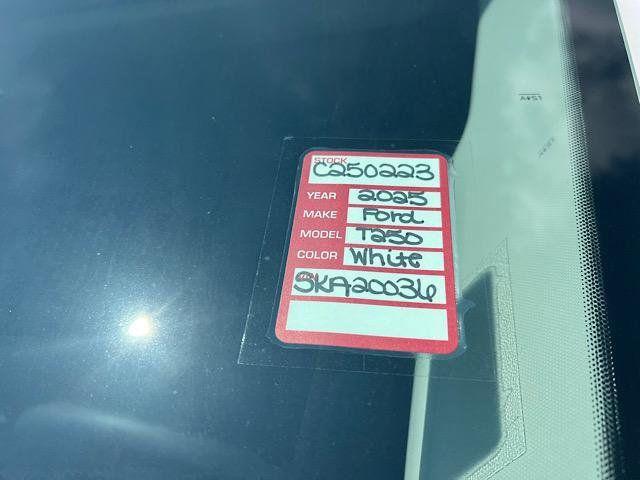 STOCK
C250223
YEAR 2025
MAKE Ford
MODEL T250
COLOR White
SKA20036